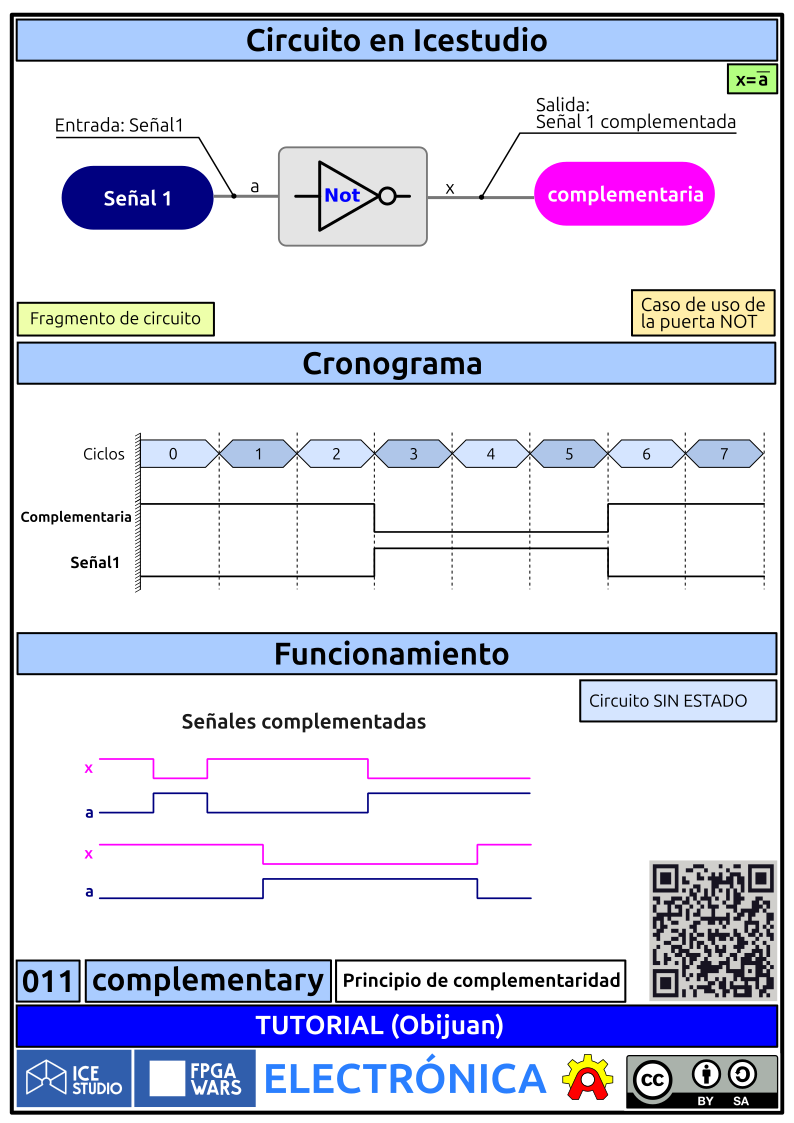 Circuito en Icestudio
x=a̅
Entrada: Señal1
Salida:
Señal 1 complementada
Señal 1
a
Not
x
complementaria
Fragmento de circuito
Caso de uso de
la puerta NOT
Cronograma
Ciclos 0 1 2 3 4 5 6 7
Complementaria
Señal1
Funcionamiento
Circuito SIN ESTADO
Señales complementadas
x
a
x
a
011 complementary Principio de complementaridad
TUTORIAL (Obijuan)
ICE
STUDIO
FPGA
WARS
ELECTRÓNICA
A
cc
BY SA